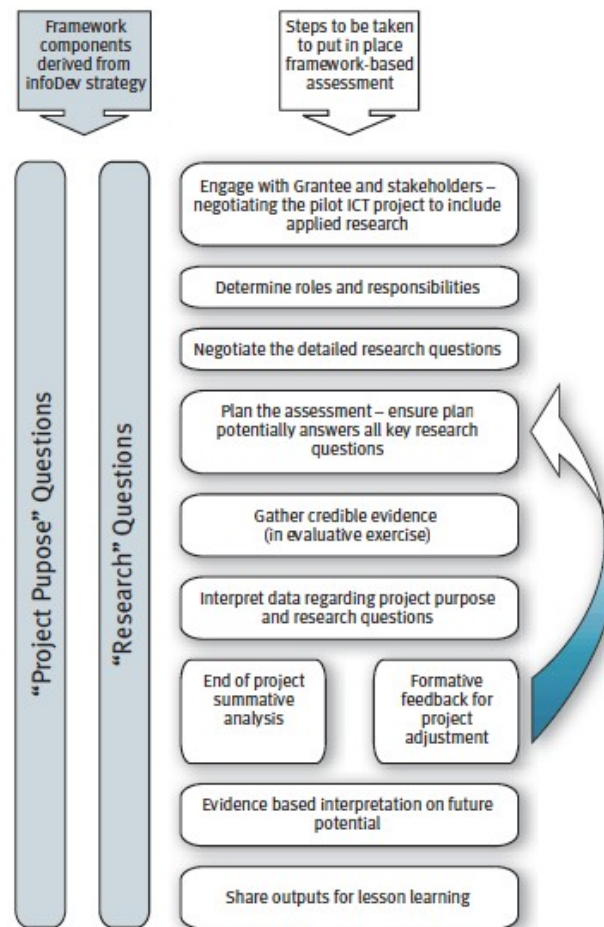 Framework
components
derived from
infoDev strategy
Steps to be taken
to put in place
framework-based
assessment
"Project Pupose" Questions
"Research" Questions
Engage with Grantee and stakeholders –
negotiating the pilot ICT project to include
applied research
Determine roles and responsibilities
Negotiate the detailed research questions
Plan the assessment – ensure plan
potentially answers all key research
questions
Gather credible evidence
(in evaluative exercise)
Interpret data regarding project purpose
and research questions
End of project
summative
analysis
Formative
feedback for
project
adjustment
Evidence based interpretation on future
potential
Share outputs for lesson learning